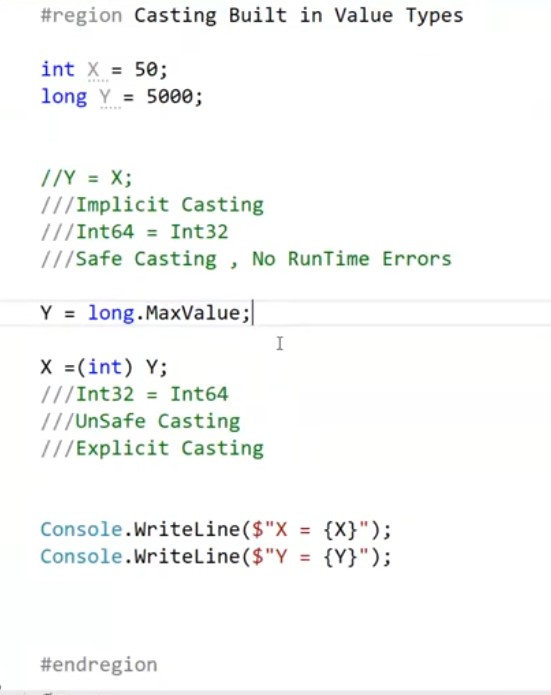 #region Casting Built in Value Types
int X = 50;
long Y = 5000;
//Y = X;
///Implicit Casting
///Int64 = Int32
///Safe Casting , No RunTime Errors
Y = long.MaxValue;
X =(int) Y;
///Int32 = Int64
///UnSafe Casting
///Explicit Casting
Console.WriteLine($"X = {X}");
Console.WriteLine($"Y = {Y}");
#endregion